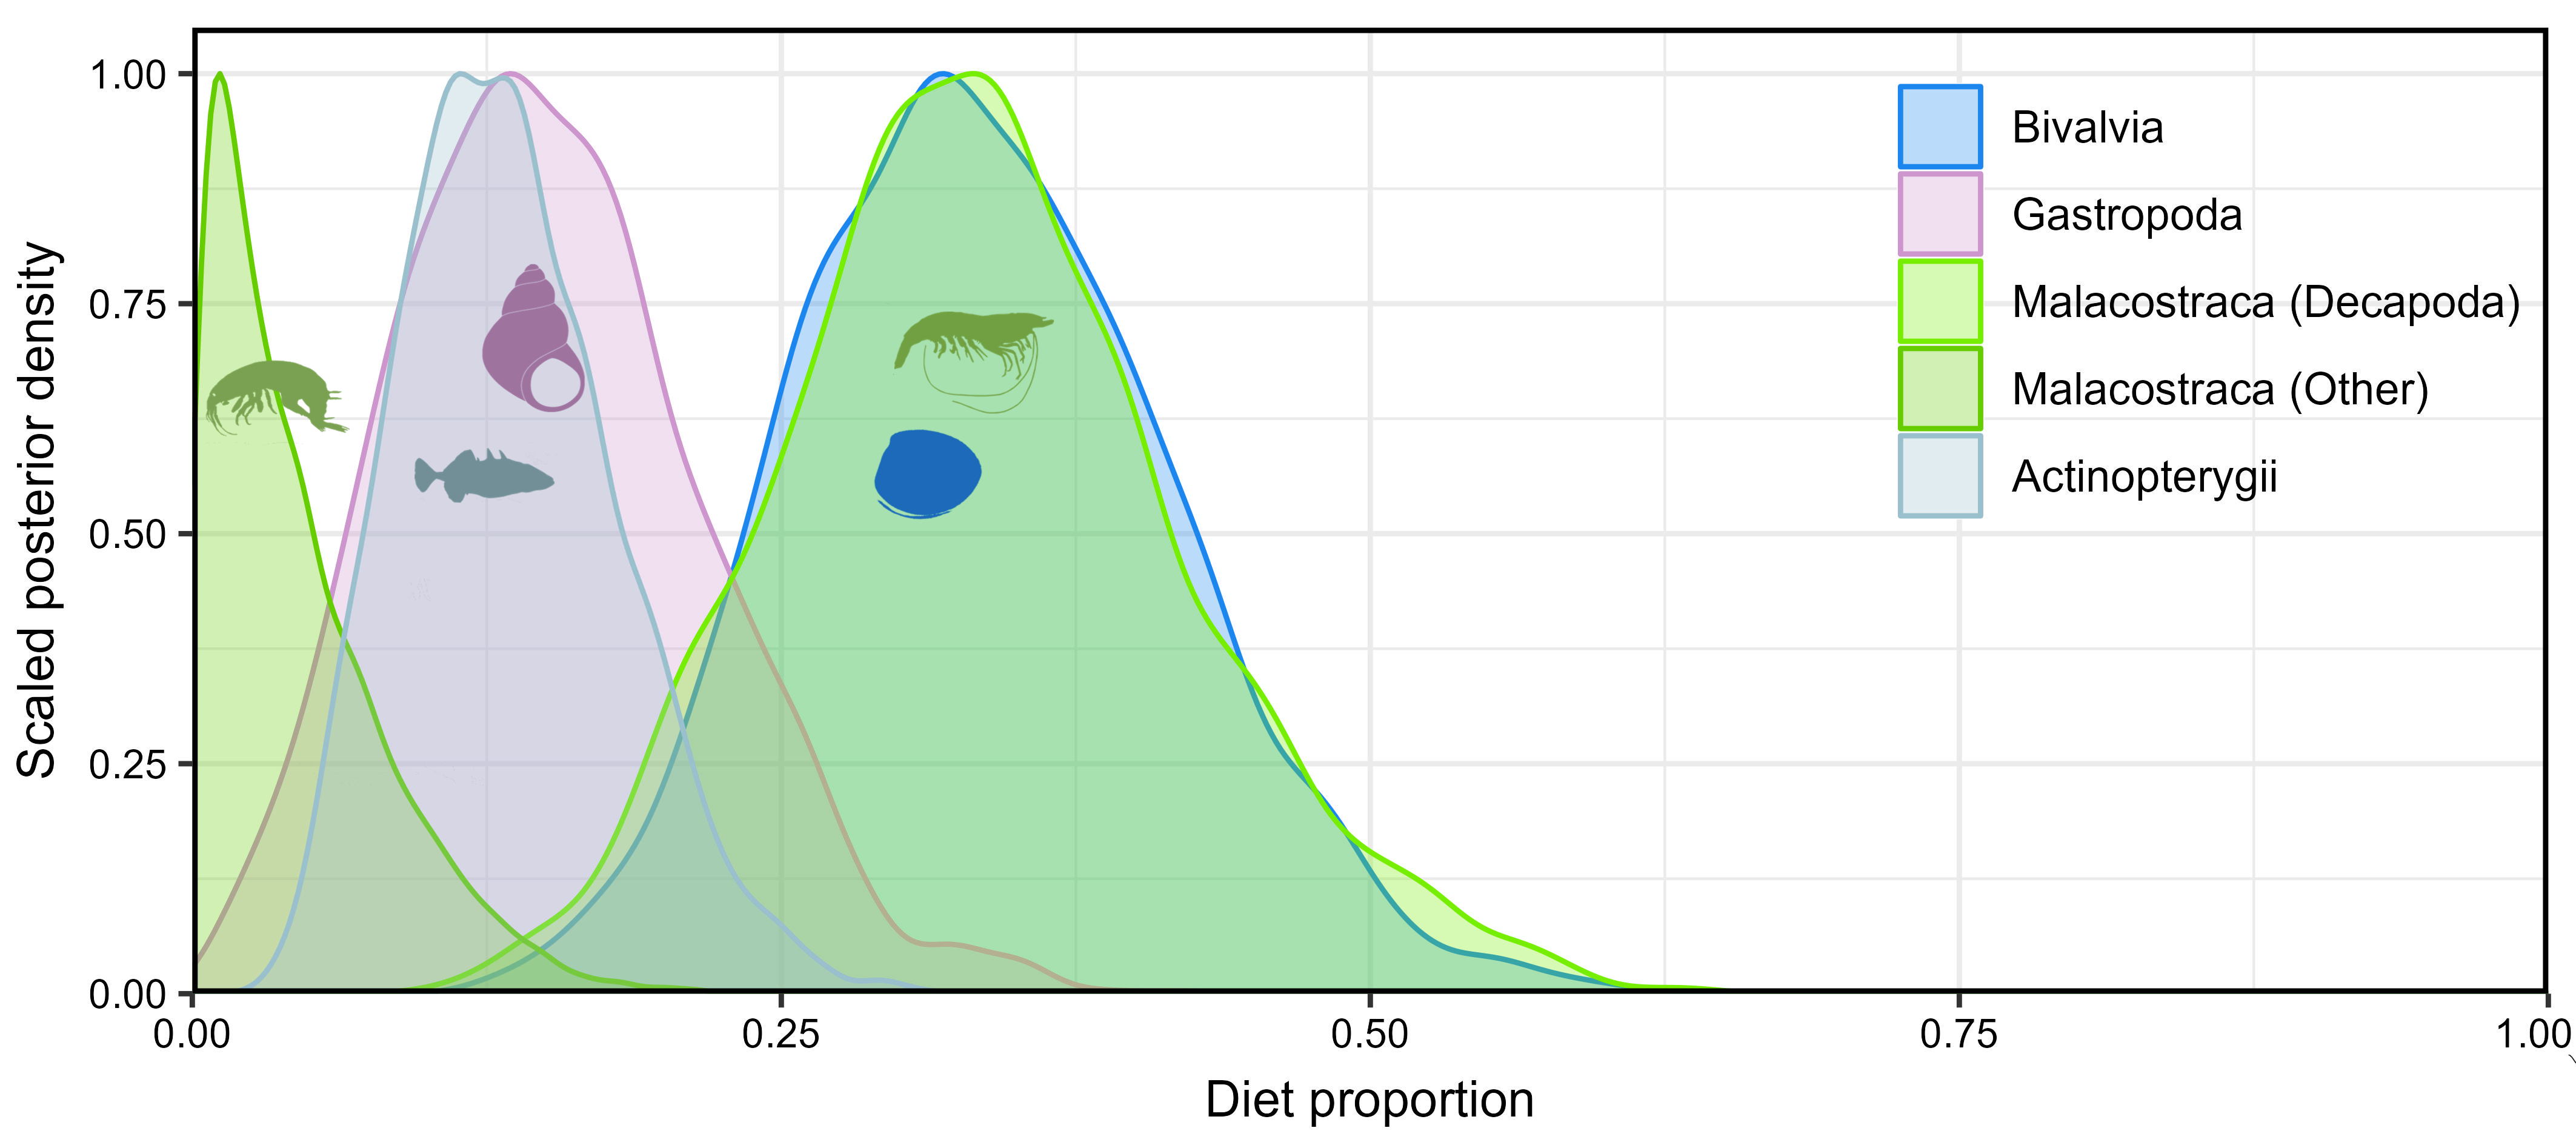 Scaled posterior density
1.00
0.75
0.50
0.25
0.00
Bivalvia
Gastropoda
Malacostraca (Decapoda)
Malacostraca (Other)
Actinopterygii
0.00 0.25 0.50 0.75 1.00
Diet proportion